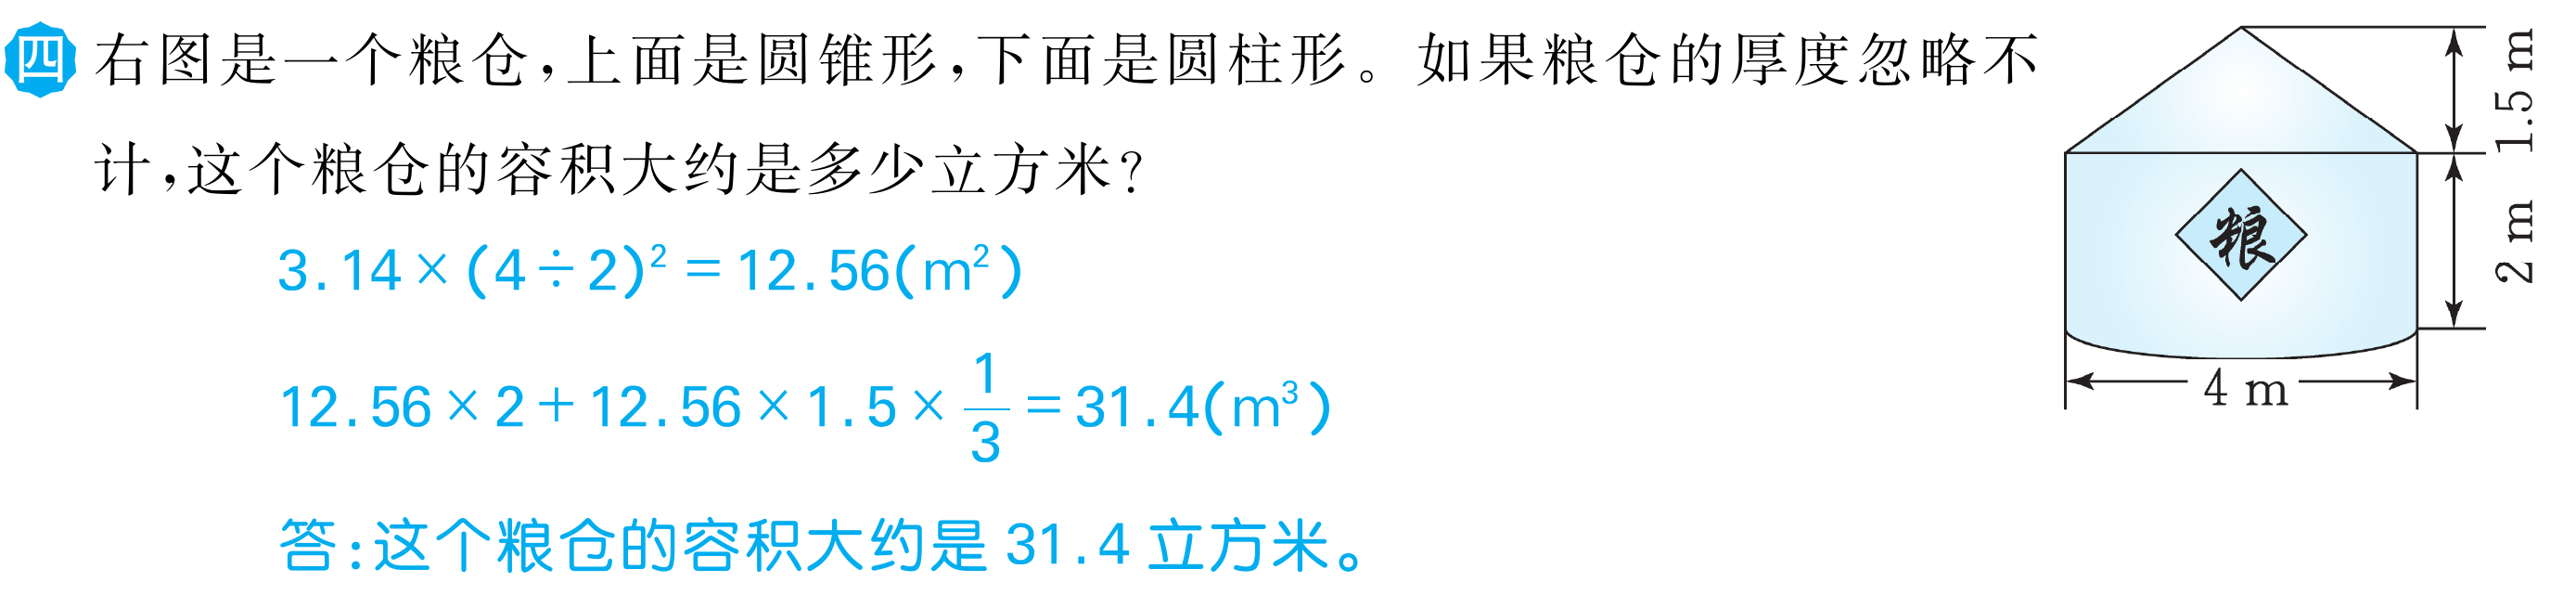 四 右图是一个粮仓，上面是圆锥形，下面是圆柱形。如果粮仓的厚度忽略不
计，这个粮仓的容积大约是多少立方米？
3.14×(4÷2)²=12.56(m²)
12.56×2+12.56×1.5×1/3=31.4(m³)
答：这个粮仓的容积大约是 31.4 立方米。
1.5 m
2 m
粮
4 m